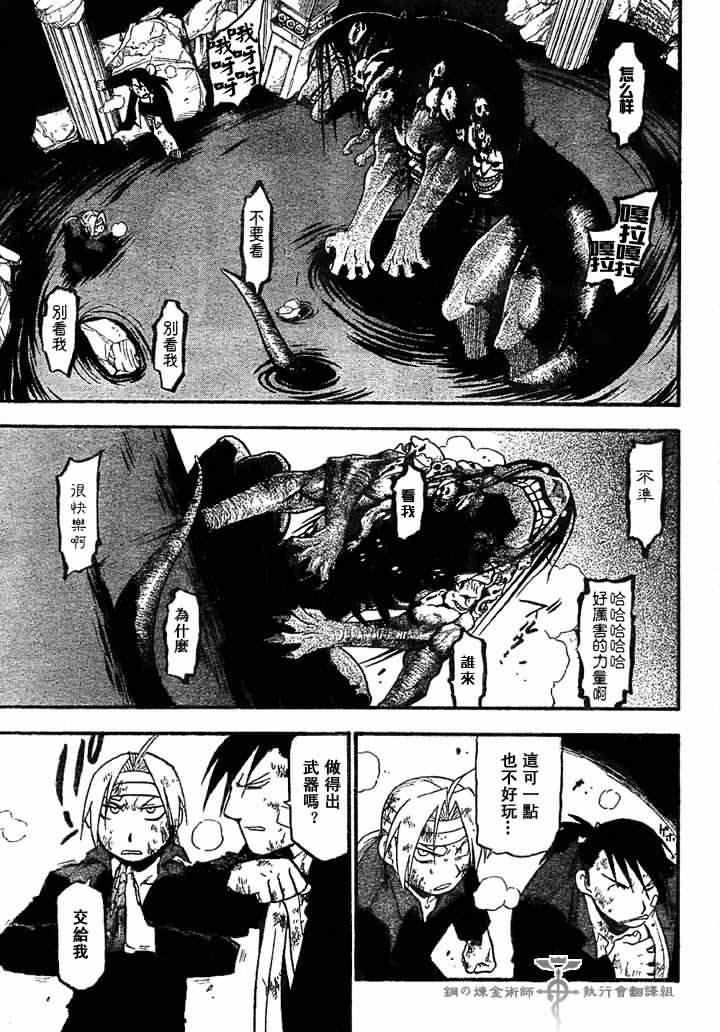 怎么样
哦
哦呀
呀呀
呀
嘎拉嘎拉
嘎拉
不要看
別看我
別看我
不準
哈哈哈哈哈
好厲害的力量啊
看我
誰來
很快樂啊
為什麼
這可一點
也不好玩…
做得出
武器嗎?
交給我
鋼の煉金術師
執行會翻譯組